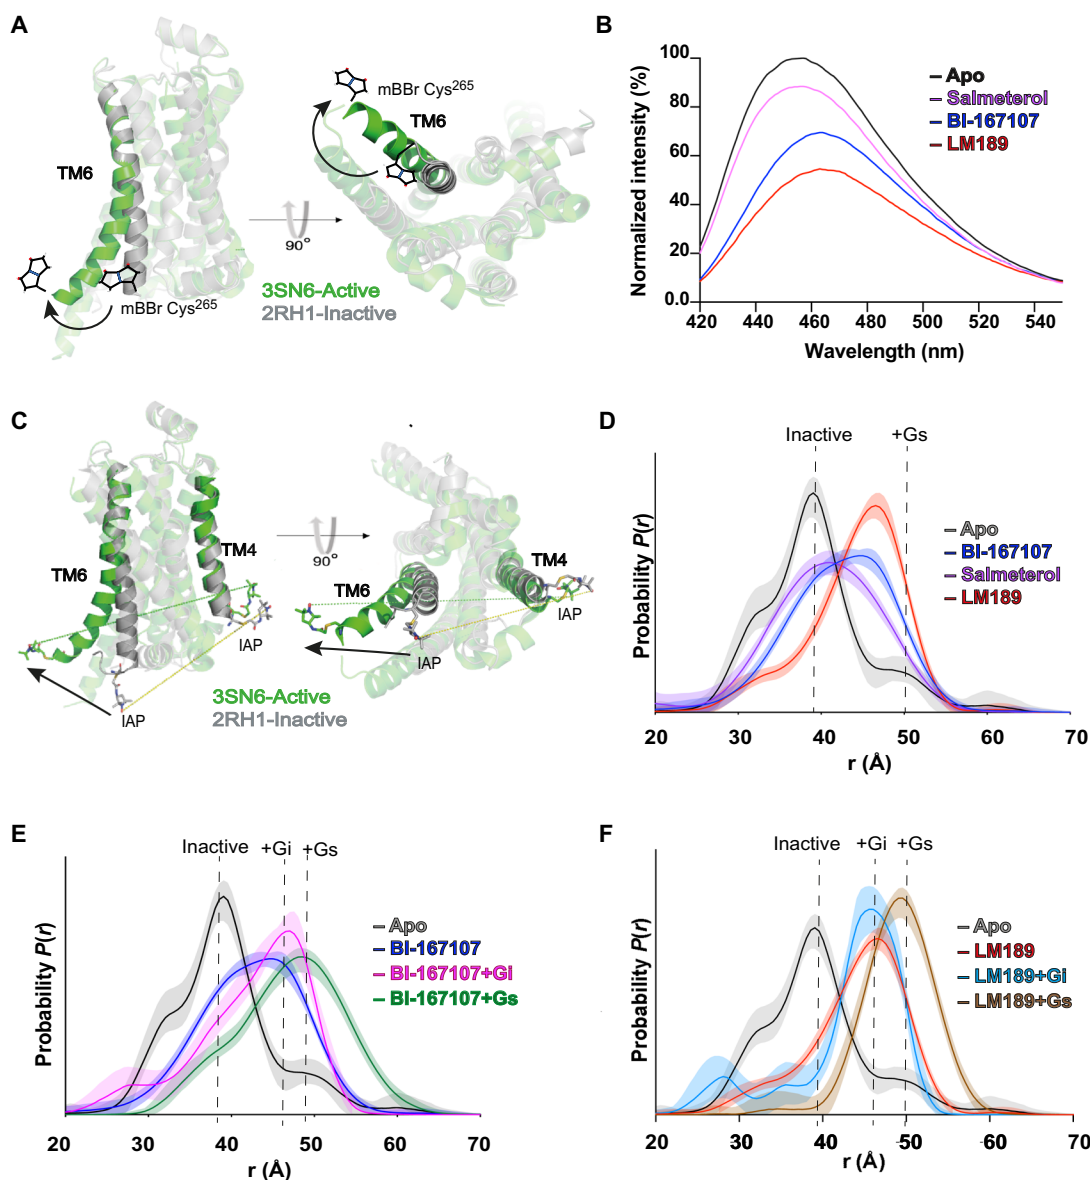 A
TM6
mBBr Cys265
90°
mBBr Cys265
TM6
3SN6-Active
2RH1-Inactive
B
Normalized intensity (%)
100
80
60
40
20
0.0
420
440
460
480
500
520
540
Wavelength (nm)
Apo
Salmeterol
BI-167107
LM189
C
TM6
TM4
IAP
IAP
90°
TM6
TM4
IAP
IAP
3SN6-Active
2RH1-Inactive
D
Inactive
+Gs
Probability P(r)
Apo
BI-167107
Salmeterol
LM189
20
30
40
50
60
70
r (Å)
E
Inactive
+Gi
+Gs
Probability P(r)
Apo
BI-167107
BI-167107+Gi
BI-167107+Gs
20
30
40
50
60
70
r (Å)
F
Inactive
+Gi
+Gs
Probability P(r)
Apo
LM189
LM189+Gi
LM189+Gs
20
30
40
50
60
70
r (Å)